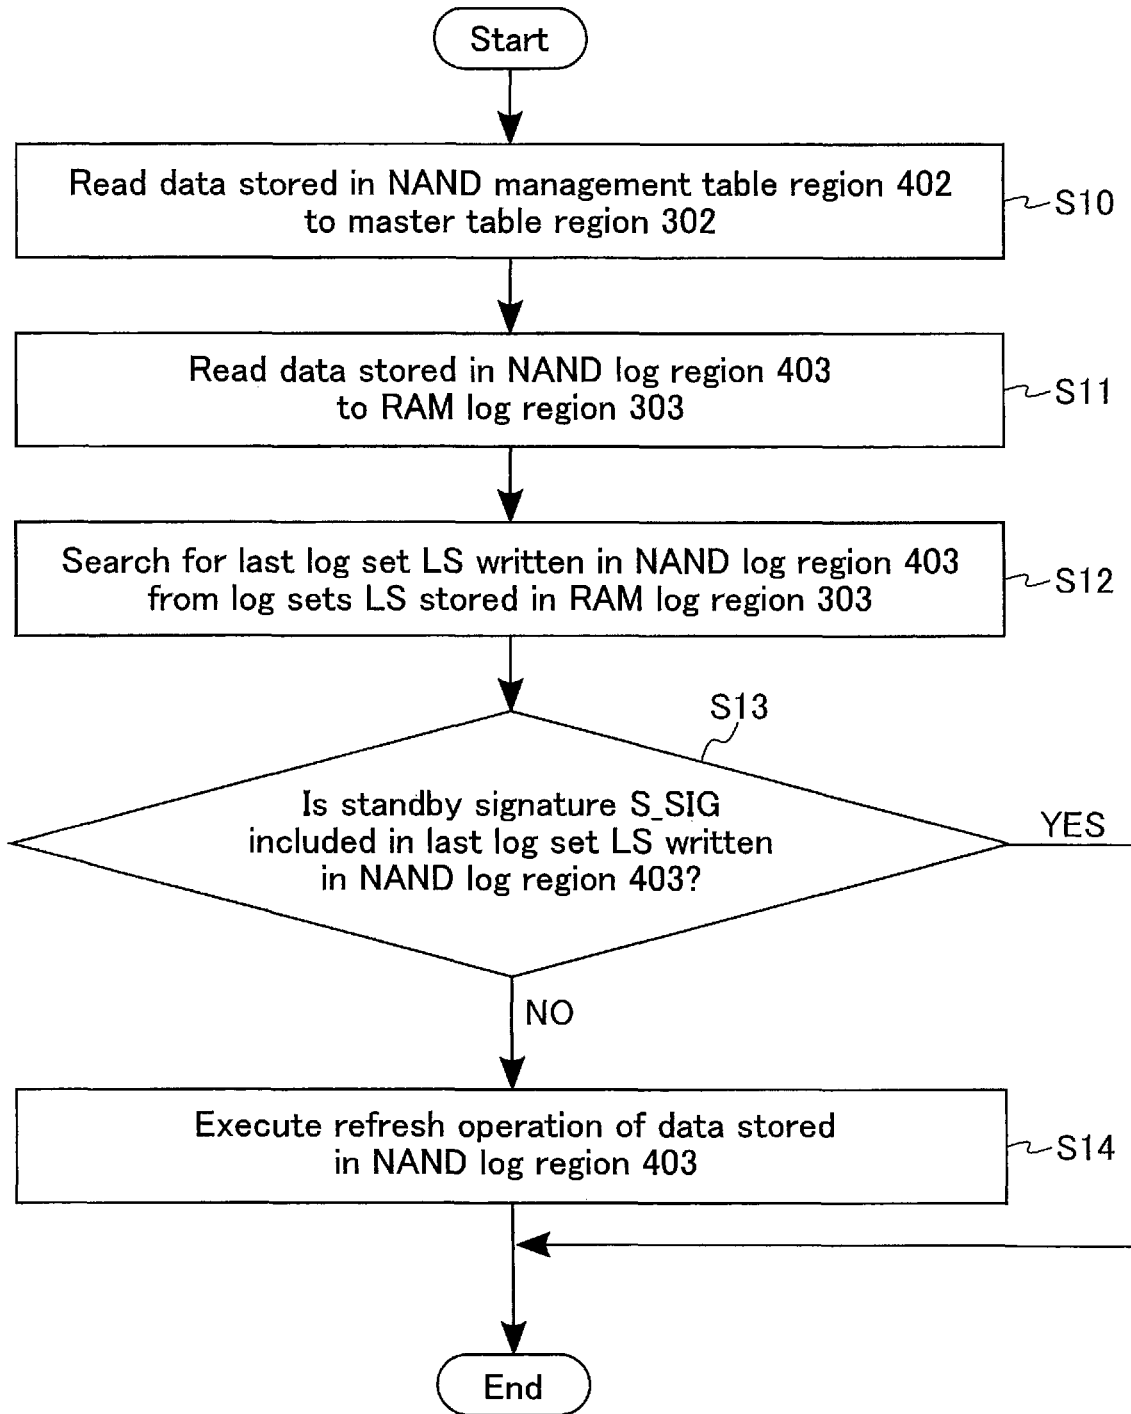 Start
Read data stored in NAND management table region 402
to master table region 302
S10
Read data stored in NAND log region 403
to RAM log region 303
S11
Search for last log set LS written in NAND log region 403
from log sets LS stored in RAM log region 303
S12
S13
Is standby signature S_SIG
included in last log set LS written
in NAND log region 403?
YES
NO
Execute refresh operation of data stored
in NAND log region 403
S14
End